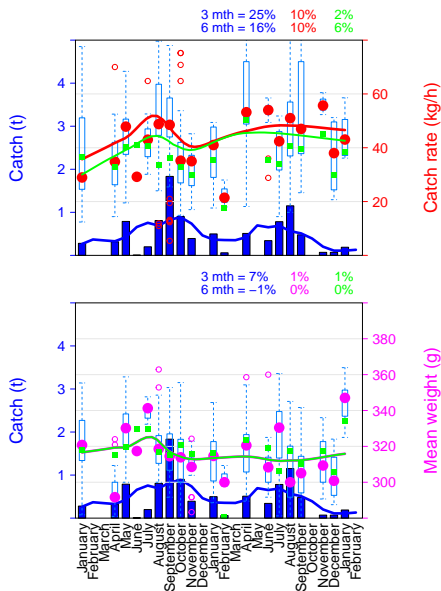 3 mth = 25% 10% 2%
6 mth = 16% 10% 6%
Catch (t)
5
4
3
2
1
60
40
20
Catch rate (kg/h)
3 mth = 7% 1% 1%
6 mth = −1% 0% 0%
Catch (t)
5
4
3
2
1
380
360
340
320
300
Mean weight (g)
January
February
March
April
May
June
July
August
September
October
November
December
January
February
March
April
May
June
July
August
September
October
November
December
January
February